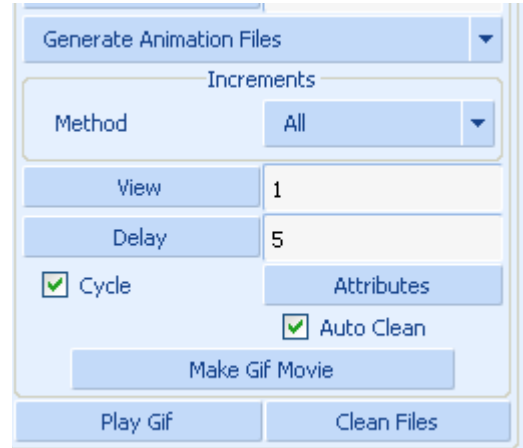 Generate Animation Files
Increments
Method All
View 1
Delay 5
Cycle Attributes
Auto Clean
Make Gif Movie
Play Gif Clean Files